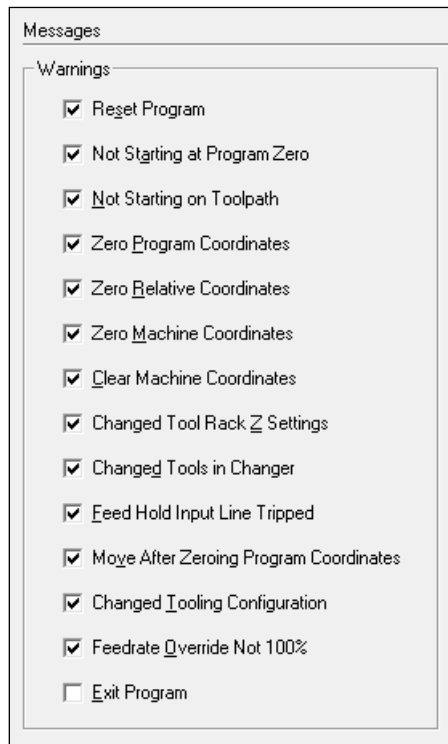 Messages
Warnings
Reset Program
Not Starting at Program Zero
Not Starting on Toolpath
Zero Program Coordinates
Zero Relative Coordinates
Zero Machine Coordinates
Clear Machine Coordinates
Changed Tool Rack Z Settings
Changed Tools in Changer
Feed Hold Input Line Tripped
Move After Zeroing Program Coordinates
Changed Tooling Configuration
Feedrate Override Not 100%
Exit Program